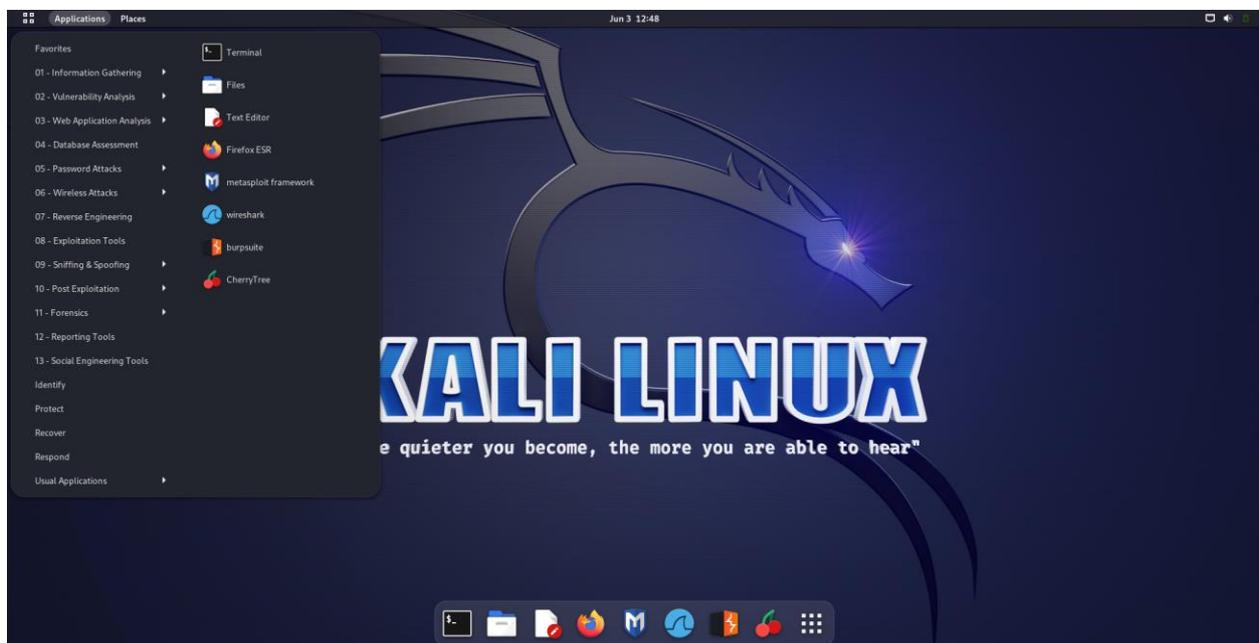 Applications Places
Jun 3 12:48
Favorites
01 - Information Gathering
02 - Vulnerability Analysis
03 - Web Application Analysis
04 - Database Assessment
05 - Password Attacks
06 - Wireless Attacks
07 - Reverse Engineering
08 - Exploitation Tools
09 - Sniffing & Spoofing
10 - Post Exploitation
11 - Forensics
12 - Reporting Tools
13 - Social Engineering Tools
Identify
Protect
Recover
Respond
Usual Applications
$_ Terminal
Files
Text Editor
Firefox ESR
metasploit framework
wireshark
burpsuite
CherryTree
KALI LINUX
e quieter you become, the more you are able to hear"
$_